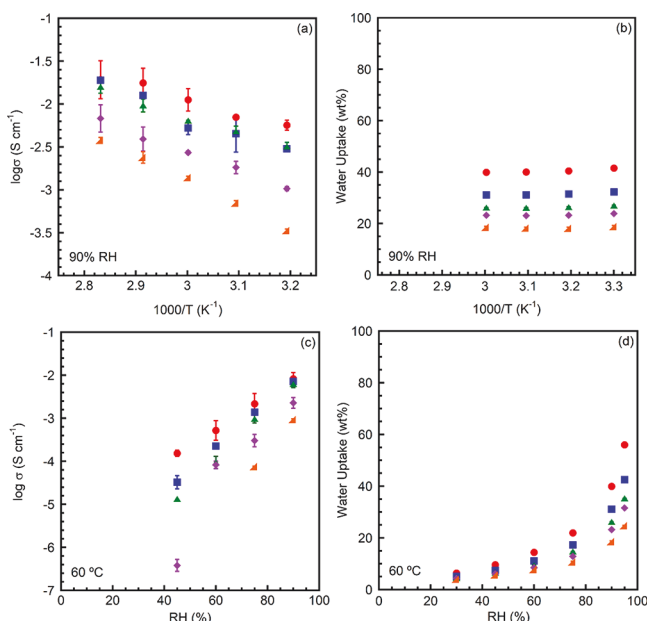 (a)
-1
-1.5
-2
-2.5
-3
-3.5
-4
logσ (S cm⁻¹)
90% RH
2.8 2.9 3 3.1 3.2
1000/T (K⁻¹)
(b)
100
80
60
40
20
0
Water Uptake (wt%)
90% RH
2.8 2.9 3 3.1 3.2 3.3
1000/T (K⁻¹)
(c)
0
-1
-2
-3
-4
-5
-6
-7
log σ (S cm⁻¹)
60 ºC
0 20 40 60 80 100
RH (%)
(d)
100
80
60
40
20
0
Water Uptake (wt%)
60 ºC
0 20 40 60 80 100
RH (%)